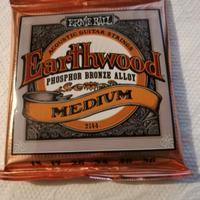 ERNIE BALL
ACOUSTIC GUITAR STRINGS
Earthwood
PHOSPHOR BRONZE ALLOY
MEDIUM
2144